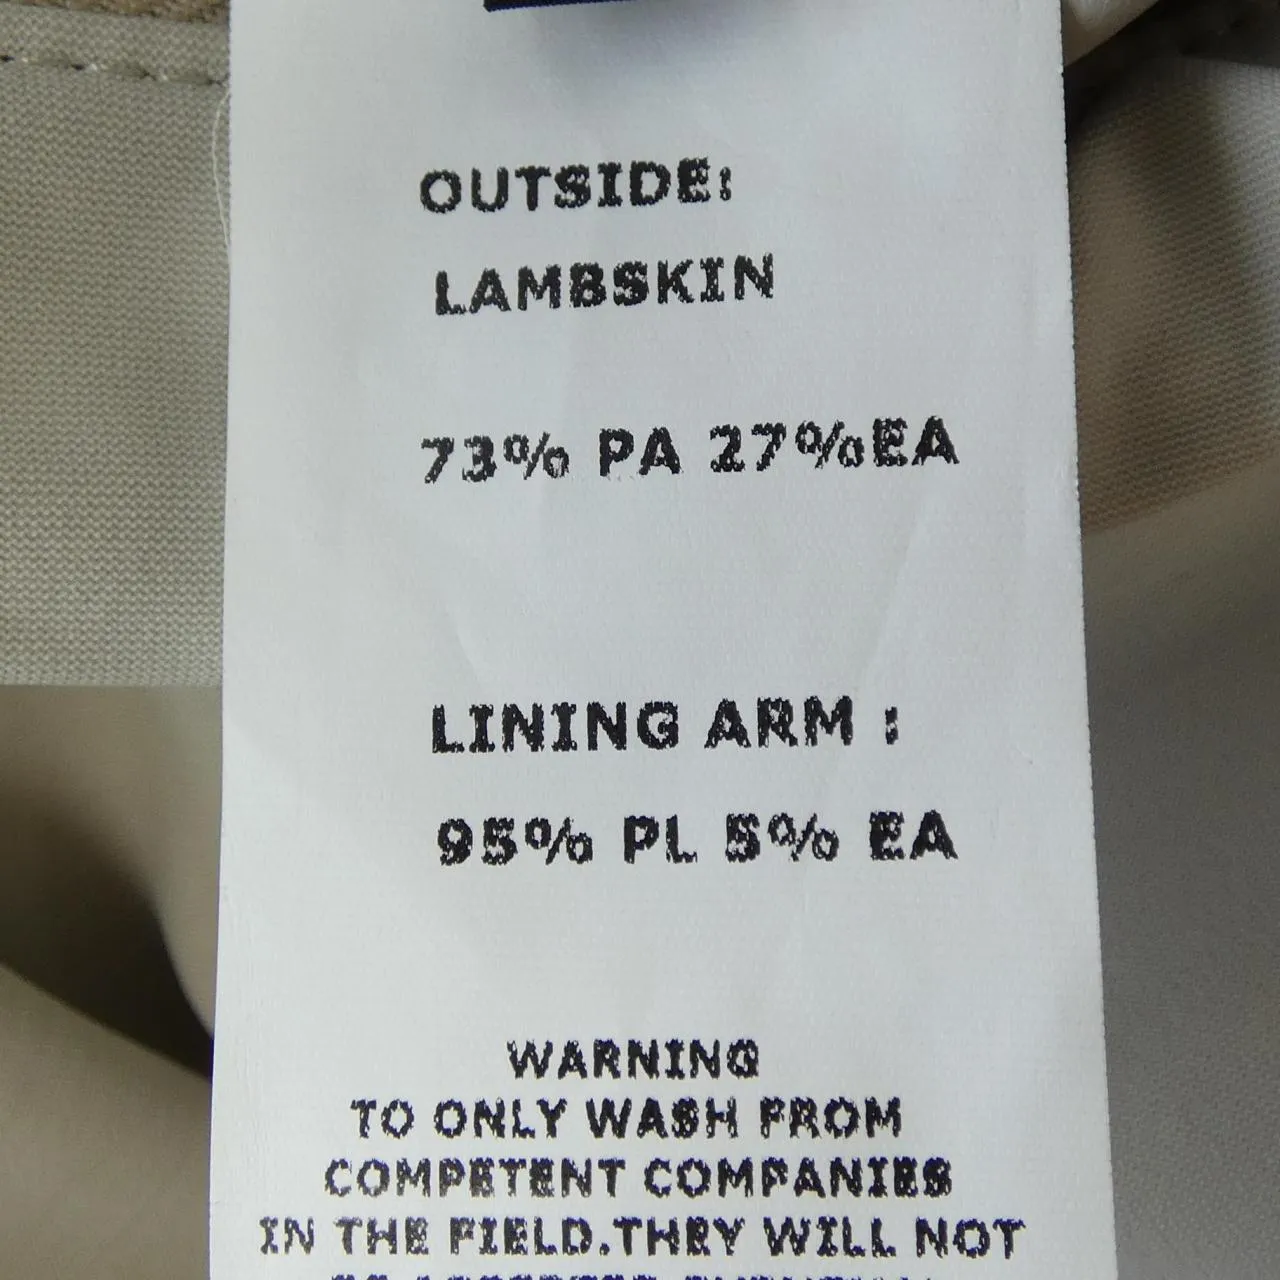 OUTSIDE:
LAMBSKIN
73% PA 27%EA
LINING ARM :
95% PL 5% EA
WARNING
TO ONLY WASH FROM
COMPETENT COMPANIES
IN THE FIELD.THEY WILL NOT